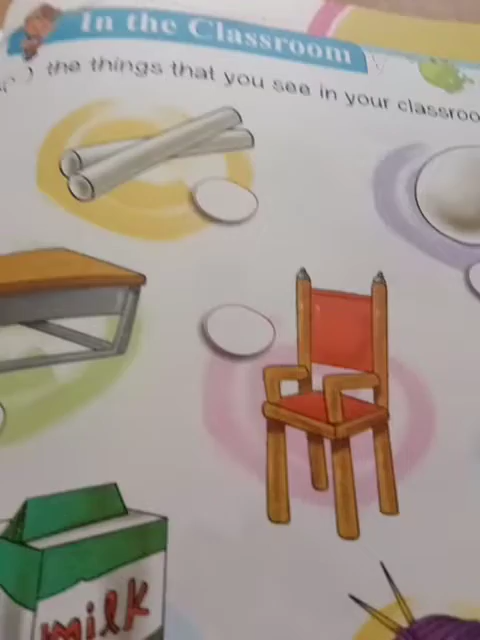 In the Classroom
) the things that you see in your classroo
milk